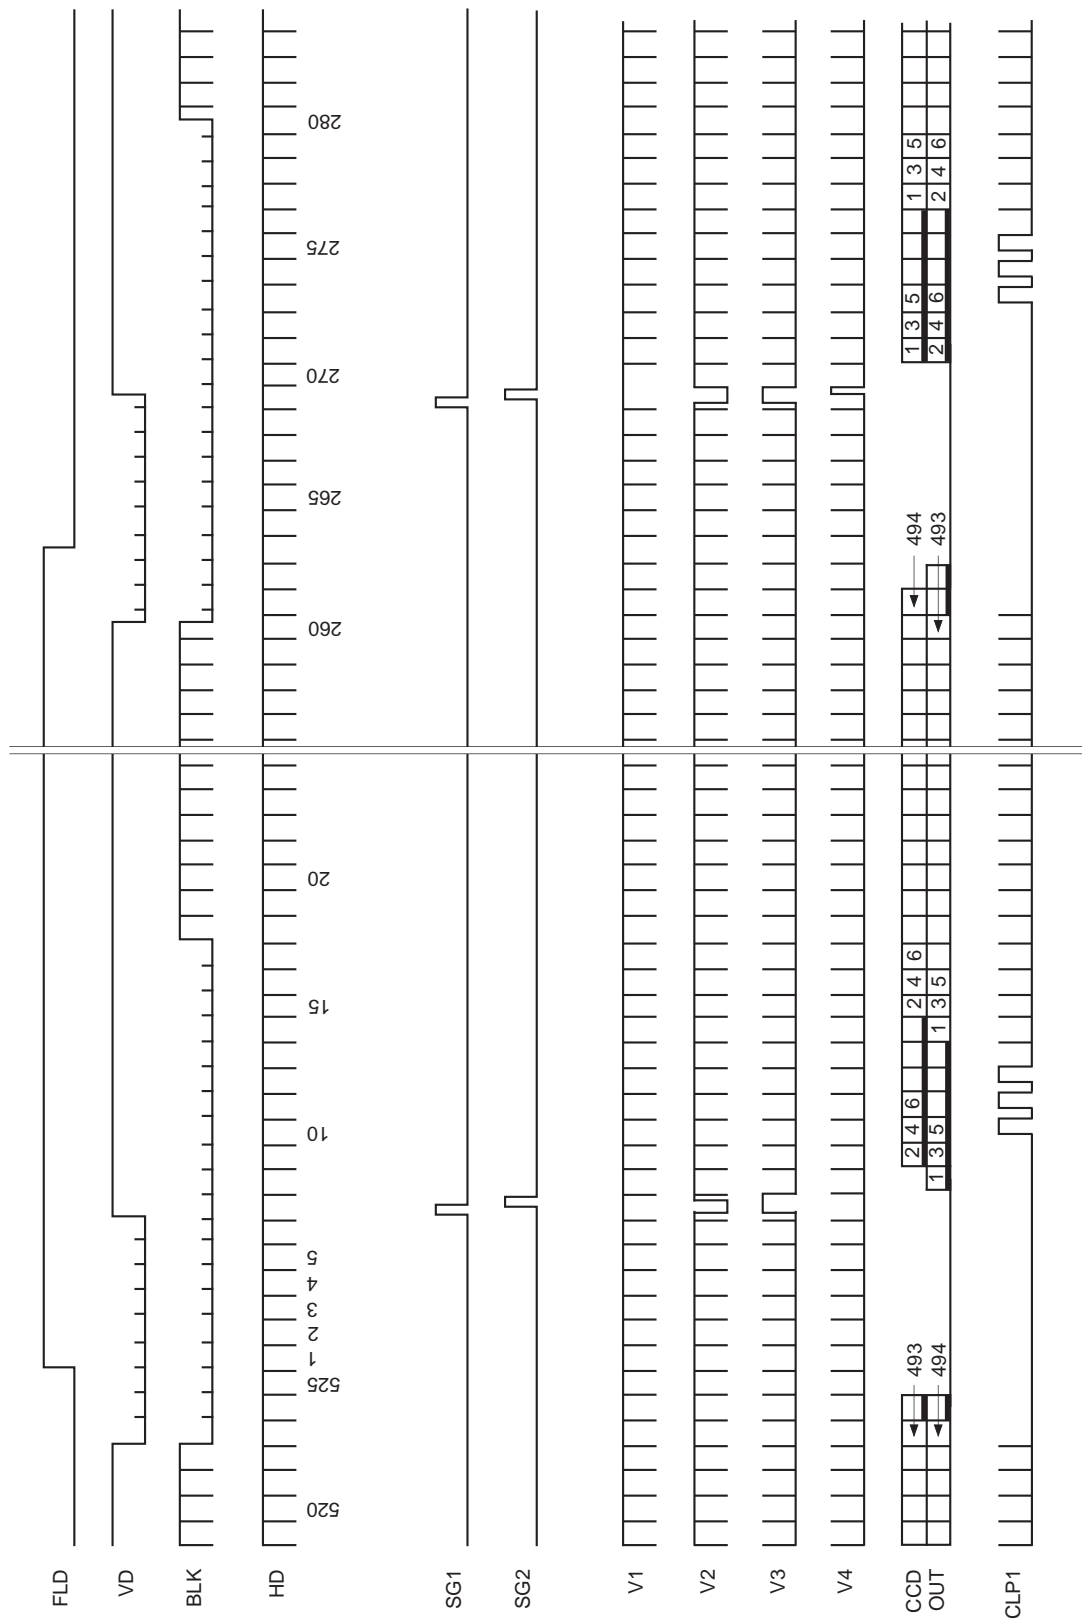 FLD
VD
BLK
HD
520 525 1 2 3 4 5 10 15 20 260 265 270 275 280
SG1
SG2
V1
V2
V3
V4
CCD 493 2 4 6 2 4 6 494 1 3 5 1 3 5
OUT 494 1 3 5 1 3 5 493 2 4 6 2 4 6
CLP1